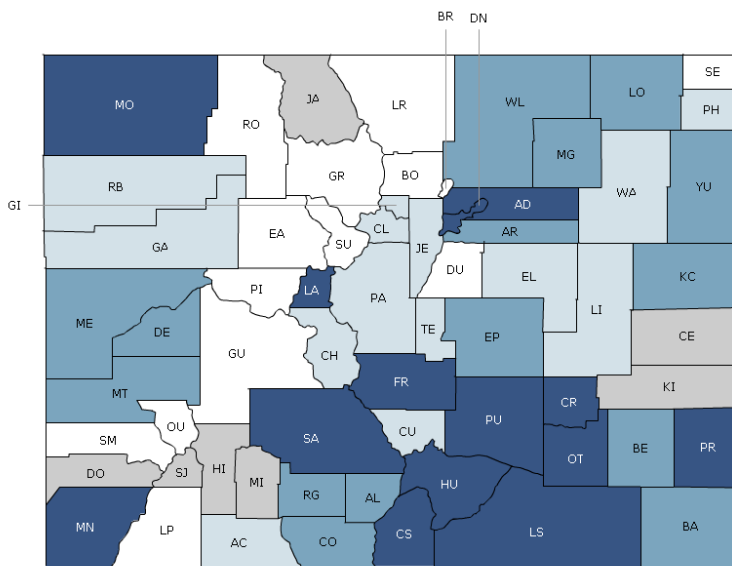 BR DN
MO
RO
JA
LR
WL
LO
SE
PH
MG
RB
GR
BO
WA
YU
GI
AD
EA
SU
CL
AR
GA
JE
DU
EL
LI
KC
PI
LA
PA
ME
DE
TE
EP
CE
GU
CH
KI
MT
FR
CR
OU
PU
SM
SA
CU
BE
PR
DO
SJ
HI
MI
OT
RG
AL
HU
MN
LP
AC
CO
CS
LS
BA